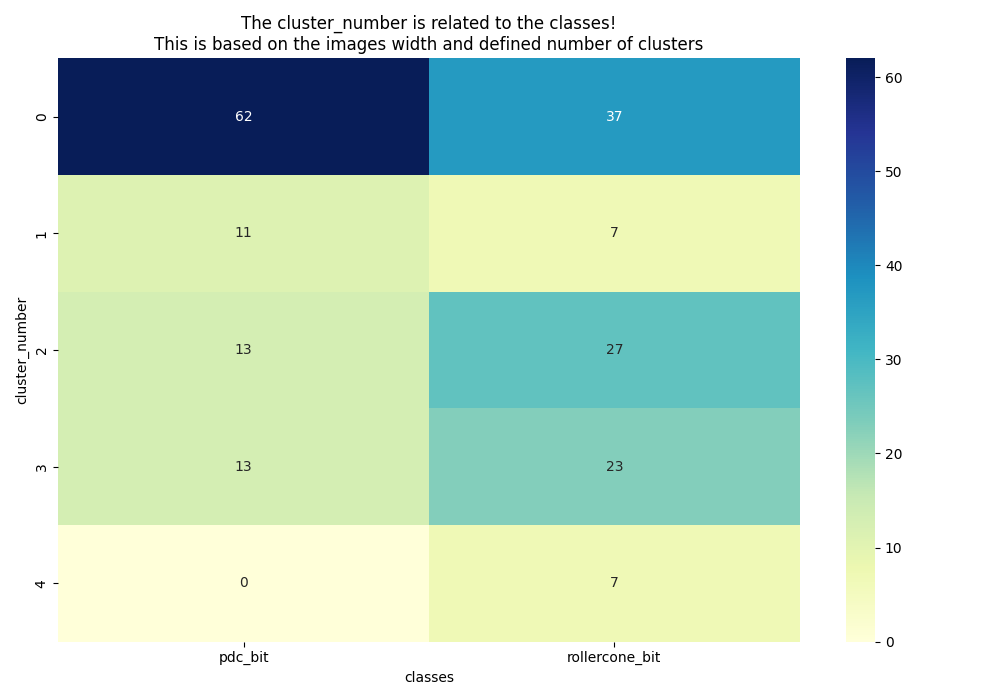 The cluster_number is related to the classes!
This is based on the images width and defined number of clusters
0 62 37
1 11 7
2 13 27
3 13 23
4 0 7
pdc_bit rollercone_bit
classes
cluster_number
60
50
40
30
20
10
0